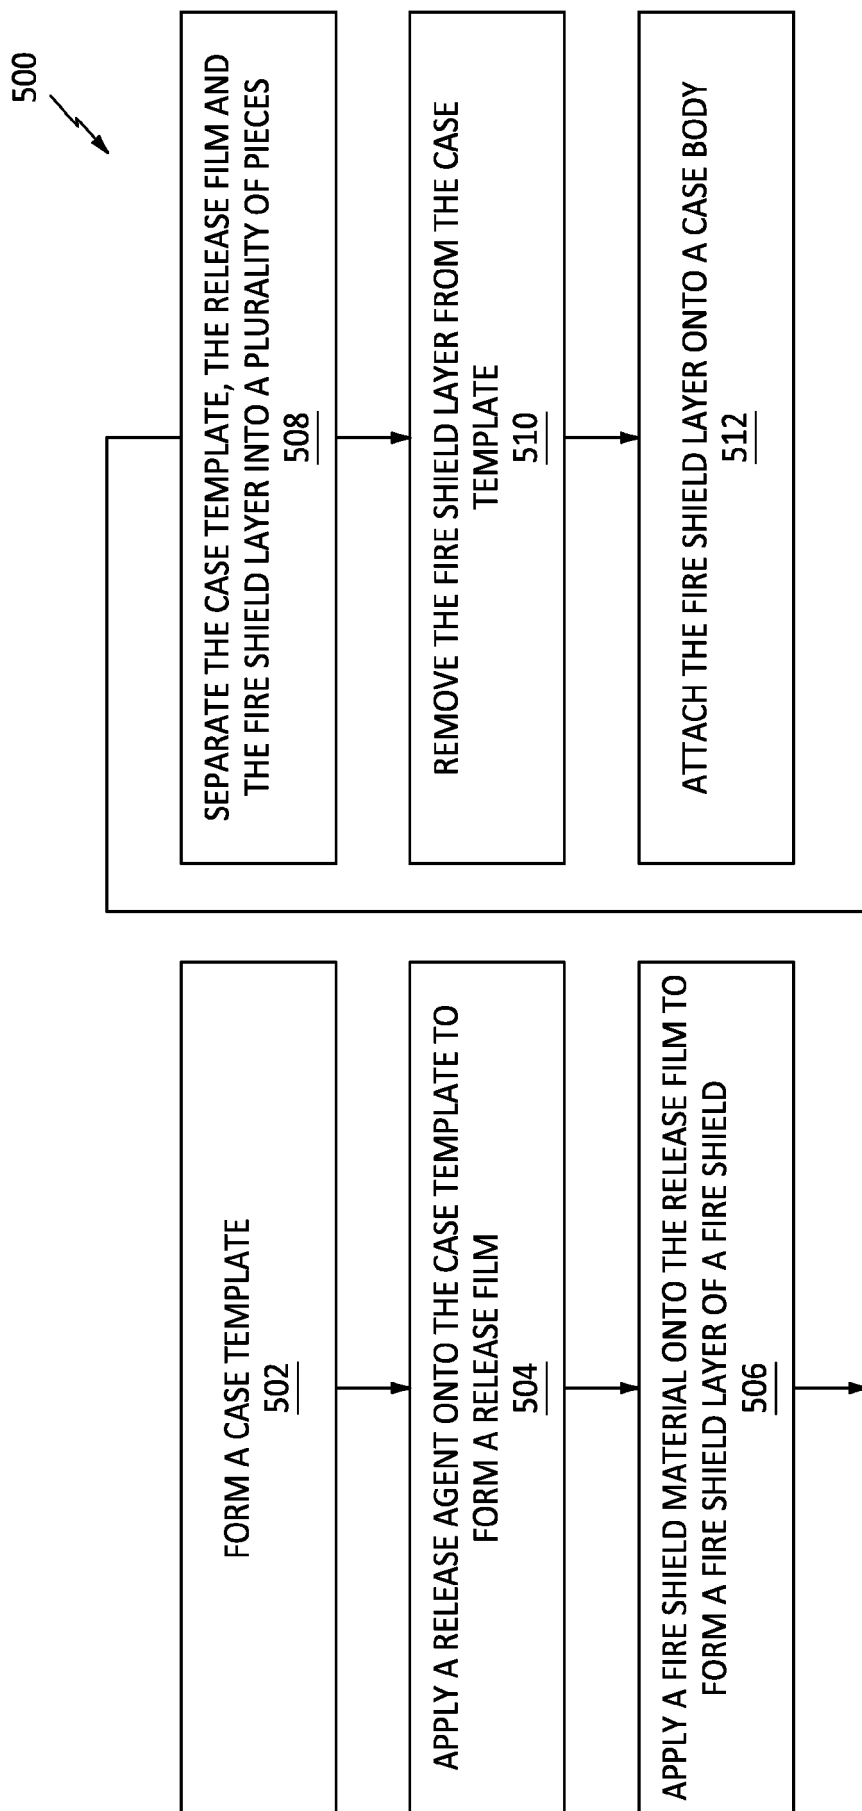 500
FORM A CASE TEMPLATE
502
APPLY A RELEASE AGENT ONTO THE CASE TEMPLATE TO
FORM A RELEASE FILM
504
APPLY A FIRE SHIELD MATERIAL ONTO THE RELEASE FILM TO
FORM A FIRE SHIELD LAYER OF A FIRE SHIELD
506
SEPARATE THE CASE TEMPLATE, THE RELEASE FILM AND
THE FIRE SHIELD LAYER INTO A PLURALITY OF PIECES
508
REMOVE THE FIRE SHIELD LAYER FROM THE CASE
TEMPLATE
510
ATTACH THE FIRE SHIELD LAYER ONTO A CASE BODY
512